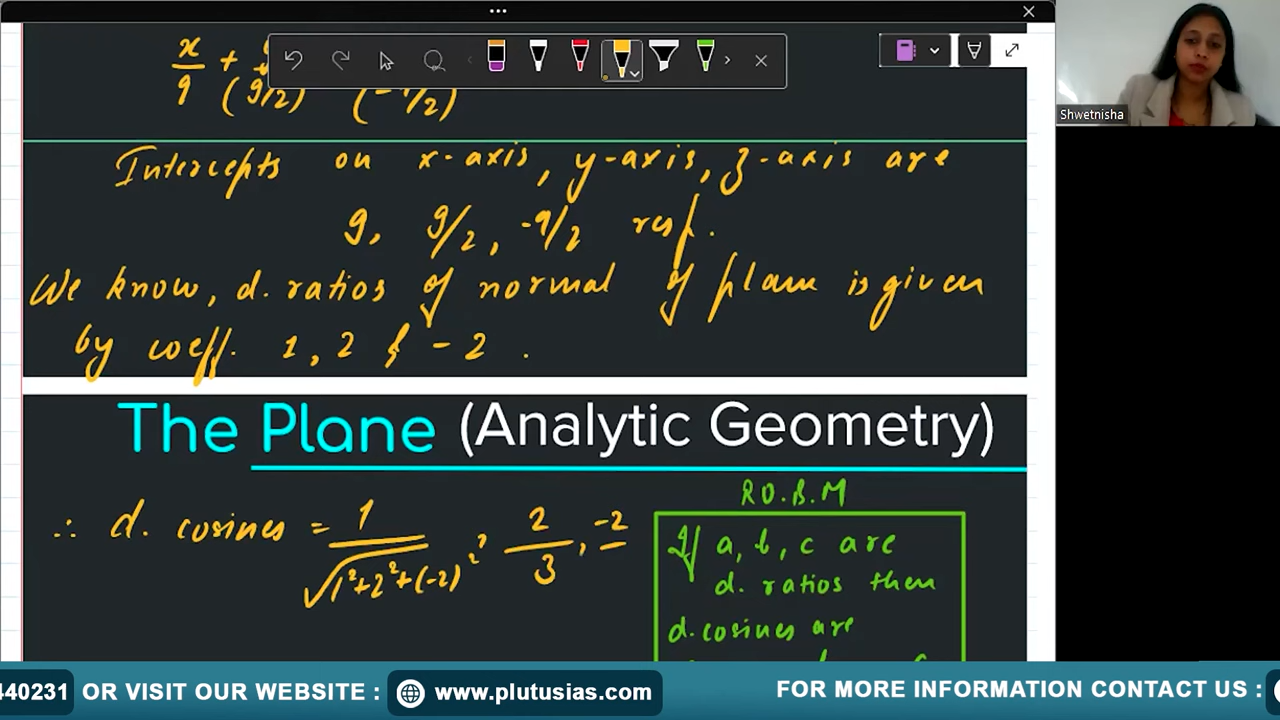 x/9 + (9/2) (-9/2)
Intercepts on x-axis, y-axis, z-axis are
9, 9/2, -9/2 resp.
We know, d. ratios of normal of plane is given
by coeff. 1, 2 & -2 .
The Plane (Analytic Geometry)
R O. B. M
∴ d. cosines = 1/√(1²+2²+(-2)²), 2/3, -2
If a, b, c are
d. ratios then
d. cosines are
Shwetnisha
440231 OR VISIT OUR WEBSITE : www.plutusias.com FOR MORE INFORMATION CONTACT US :